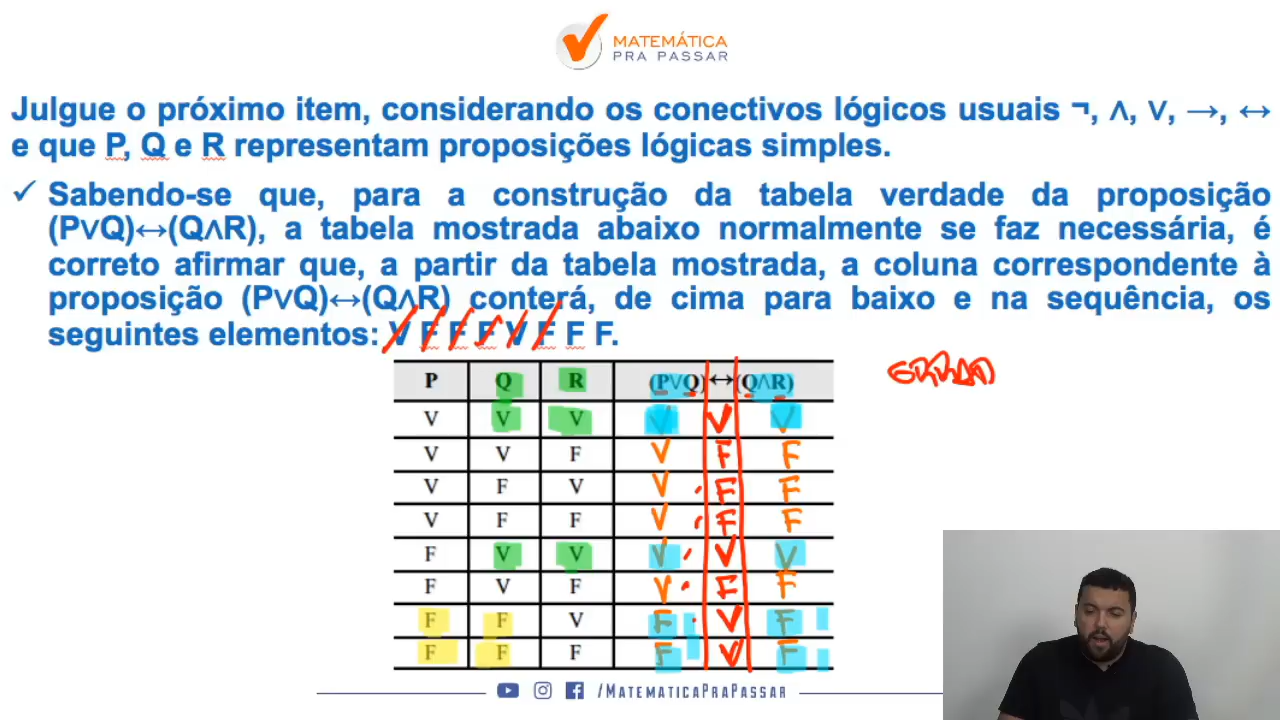 MATEMÁTICA
PRA PASSAR
Julgue o próximo item, considerando os conectivos lógicos usuais ¬, ∧, ∨, →, ↔
e que P, Q e R representam proposições lógicas simples.
✓ Sabendo-se que, para a construção da tabela verdade da proposição
(P∨Q)↔(Q∧R), a tabela mostrada abaixo normalmente se faz necessária, é
correto afirmar que, a partir da tabela mostrada, a coluna correspondente à
proposição (P∨Q)↔(Q∧R) conterá, de cima para baixo e na sequência, os
seguintes elementos: V F F F V F F F.
P Q R (P∨Q) ↔ (Q∧R)
V V V V V V
V V F V F F
V F V V F F
V F F V F F
F V V V V V
F V F V F F
F F V F V F
F F F F V F
/MATEMATICAPRAPASSAR